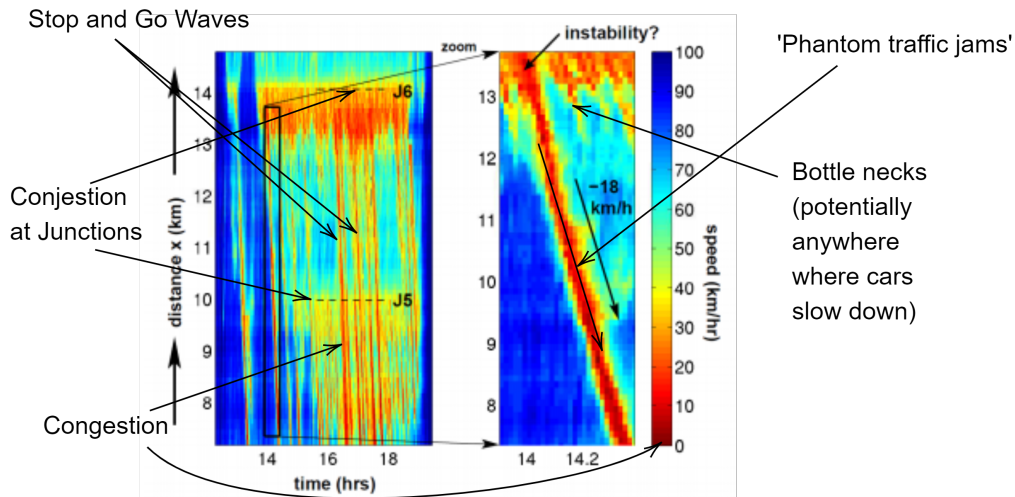 Stop and Go Waves
zoom
instability?
'Phantom traffic jams'
14
13
12
11
10
9
8
J6
J5
distance x (km)
14 16 18
time (hrs)
Conjestion
at Junctions
Congestion
13
12
11
10
9
8
−18
km/h
14 14.2
100
90
80
70
60
50
40
30
20
10
0
speed (km/hr)
Bottle necks
(potentially
anywhere
where cars
slow down)